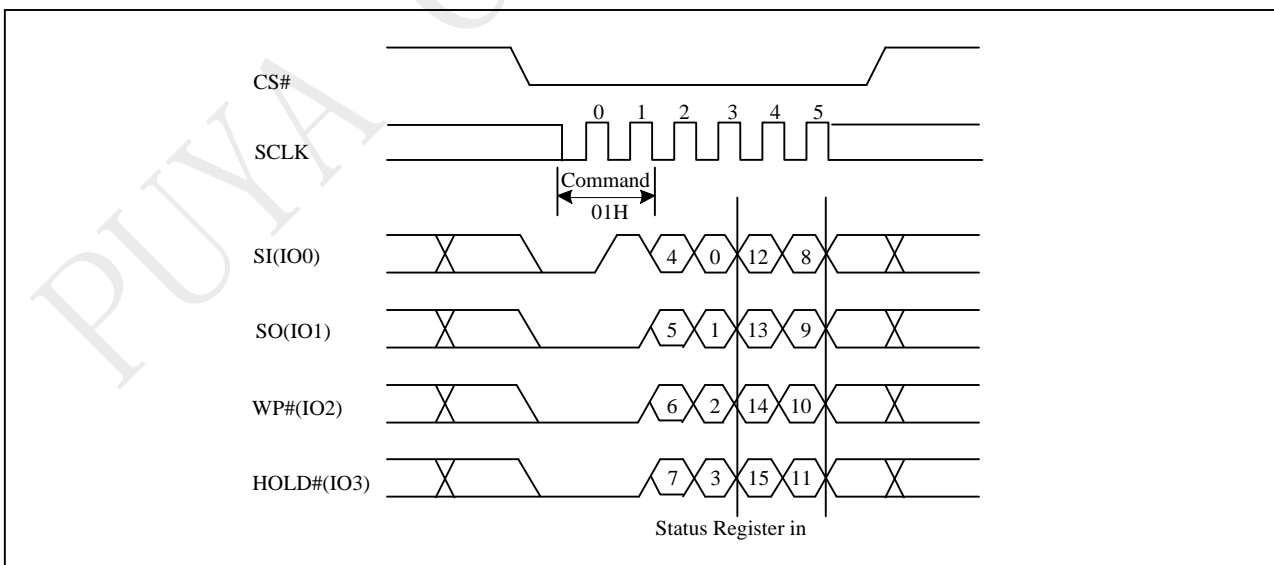 PUYA
CS#
0 1 2 3 4 5
SCLK
Command
01H
SI(IO0) 4 0 12 8
SO(IO1) 5 1 13 9
WP#(IO2) 6 2 14 10
HOLD#(IO3) 7 3 15 11
Status Register in